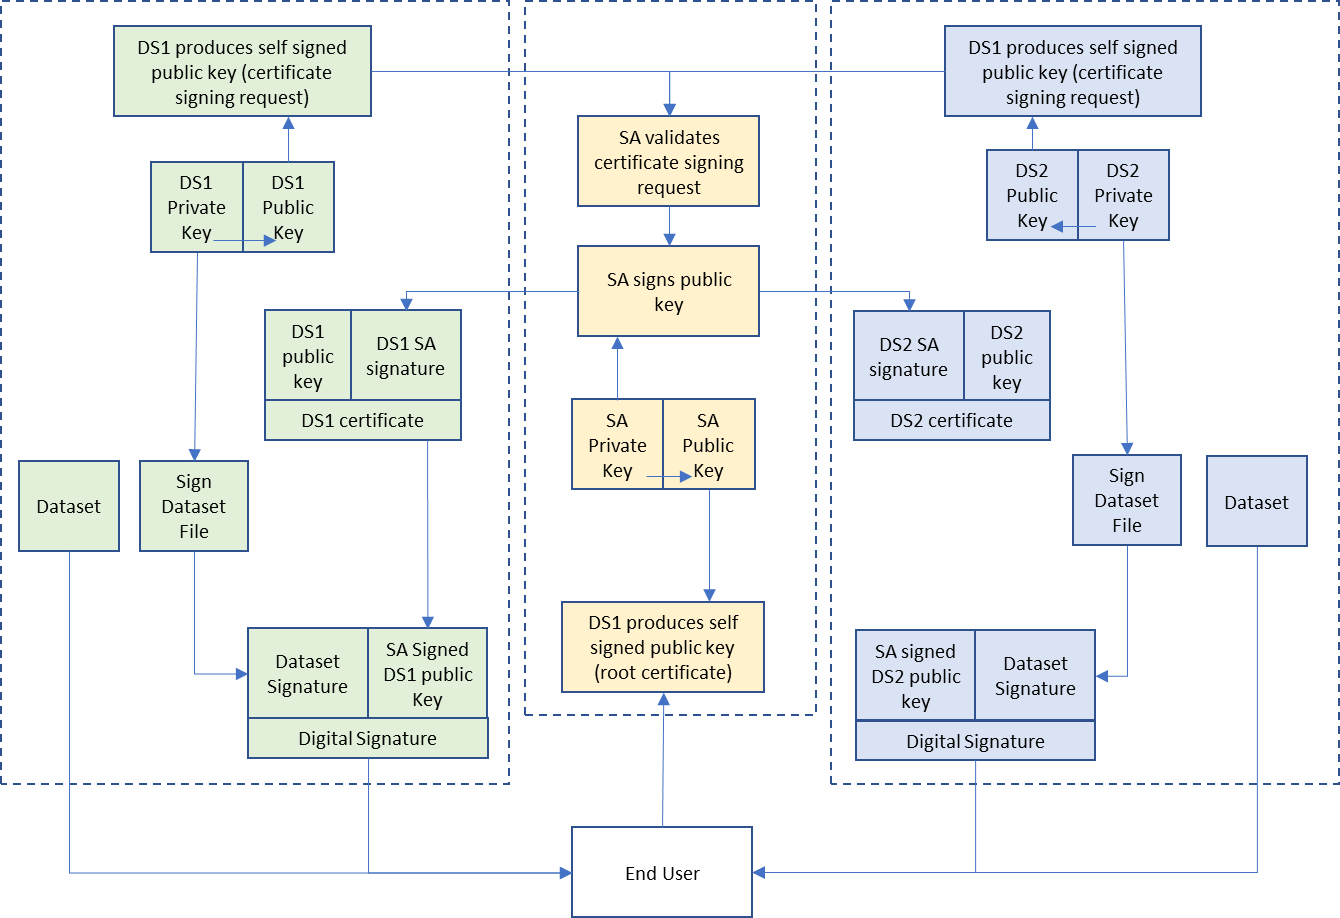 DS1 produces self signed
public key (certificate
signing request)
DS1 produces self signed
public key (certificate
signing request)
SA validates
certificate signing
request
DS1
Private
Key
DS1
Public
Key
DS2
Public
Key
DS2
Private
Key
SA signs public
key
DS1
public
key
DS1 SA
signature
DS1 certificate
DS2 SA
signature
DS2
public
key
DS2 certificate
SA
Private
Key
SA
Public
Key
Dataset
Sign
Dataset
File
Sign
Dataset
File
Dataset
DS1 produces self
signed public key
(root certificate)
Dataset
Signature
SA Signed
DS1 public
Key
Digital Signature
SA signed
DS2 public
key
Dataset
Signature
Digital Signature
End User